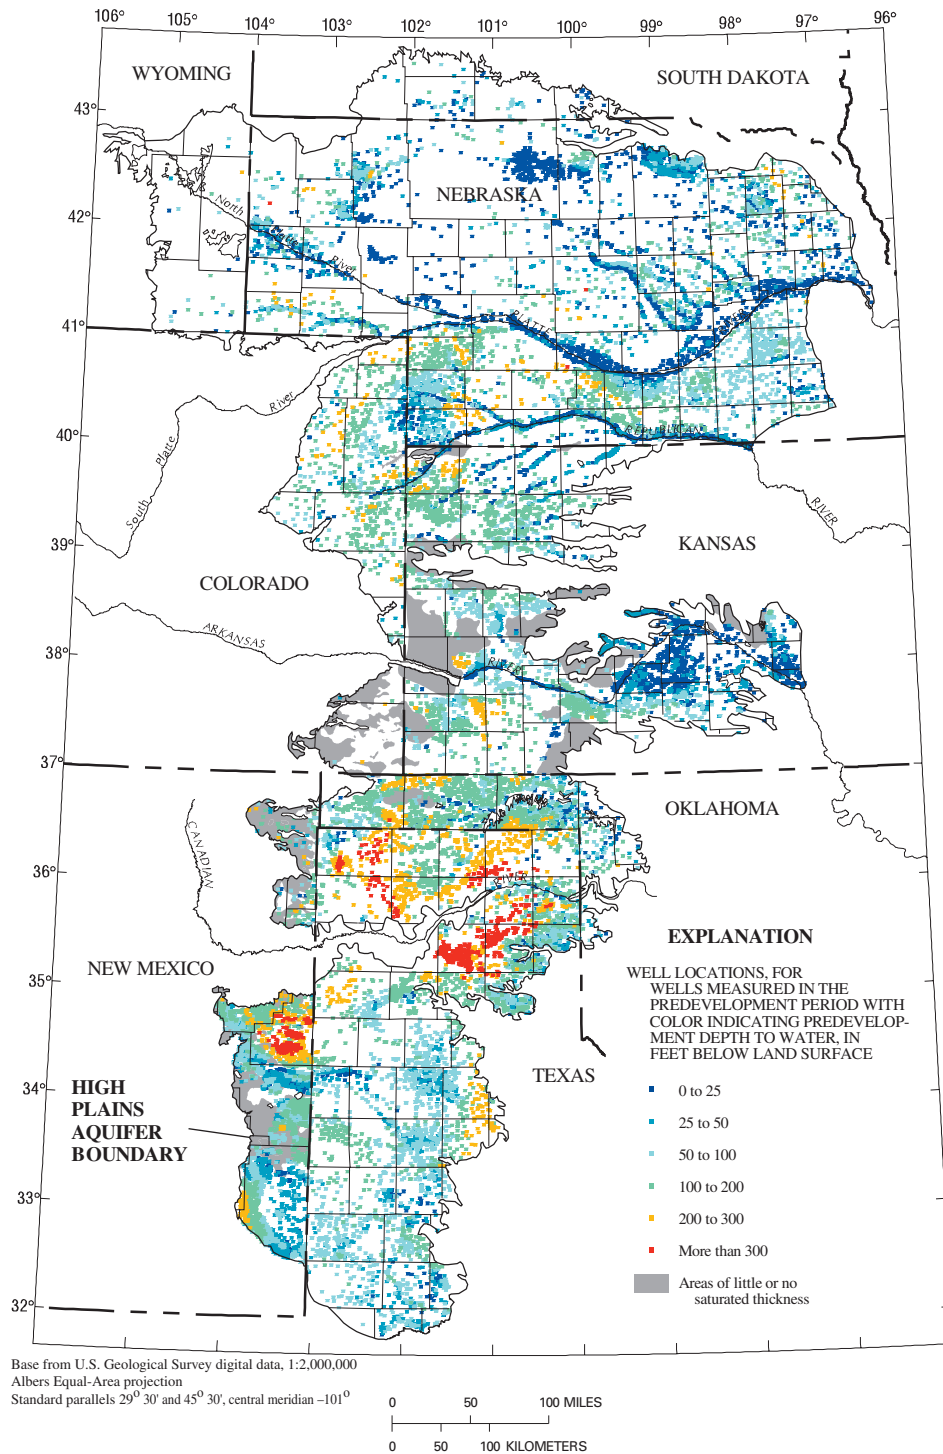 106° 105° 104° 103° 102° 101° 100° 99° 98° 97° 96°
WYOMING
SOUTH DAKOTA
43°
NEBRASKA
North
42°
Platte
River
41°
PLATTE
RIVER
River
Platte
South
40°
REPUBLICAN
RIVER
39°
KANSAS
COLORADO
ARKANSAS
38°
RIVER
37°
OKLAHOMA
CANADIAN
36°
RIVER
EXPLANATION
35°
NEW MEXICO
WELL LOCATIONS, FOR
WELLS MEASURED IN THE
PREDEVELOPMENT PERIOD WITH
COLOR INDICATING PREDEVELOP-
MENT DEPTH TO WATER, IN
FEET BELOW LAND SURFACE
TEXAS
34°
HIGH
PLAINS
AQUIFER
BOUNDARY
0 to 25
25 to 50
50 to 100
100 to 200
33°
200 to 300
More than 300
Areas of little or no
saturated thickness
32°
Base from U.S. Geological Survey digital data, 1:2,000,000
Albers Equal-Area projection
Standard parallels 29° 30' and 45° 30', central meridian –101°
0 50 100 MILES
0 50 100 KILOMETERS